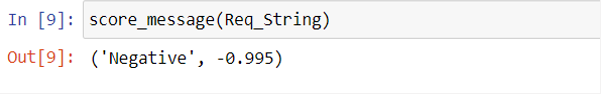 In [9]: score_message(Req_String)
Out[9]: ('Negative', -0.995)